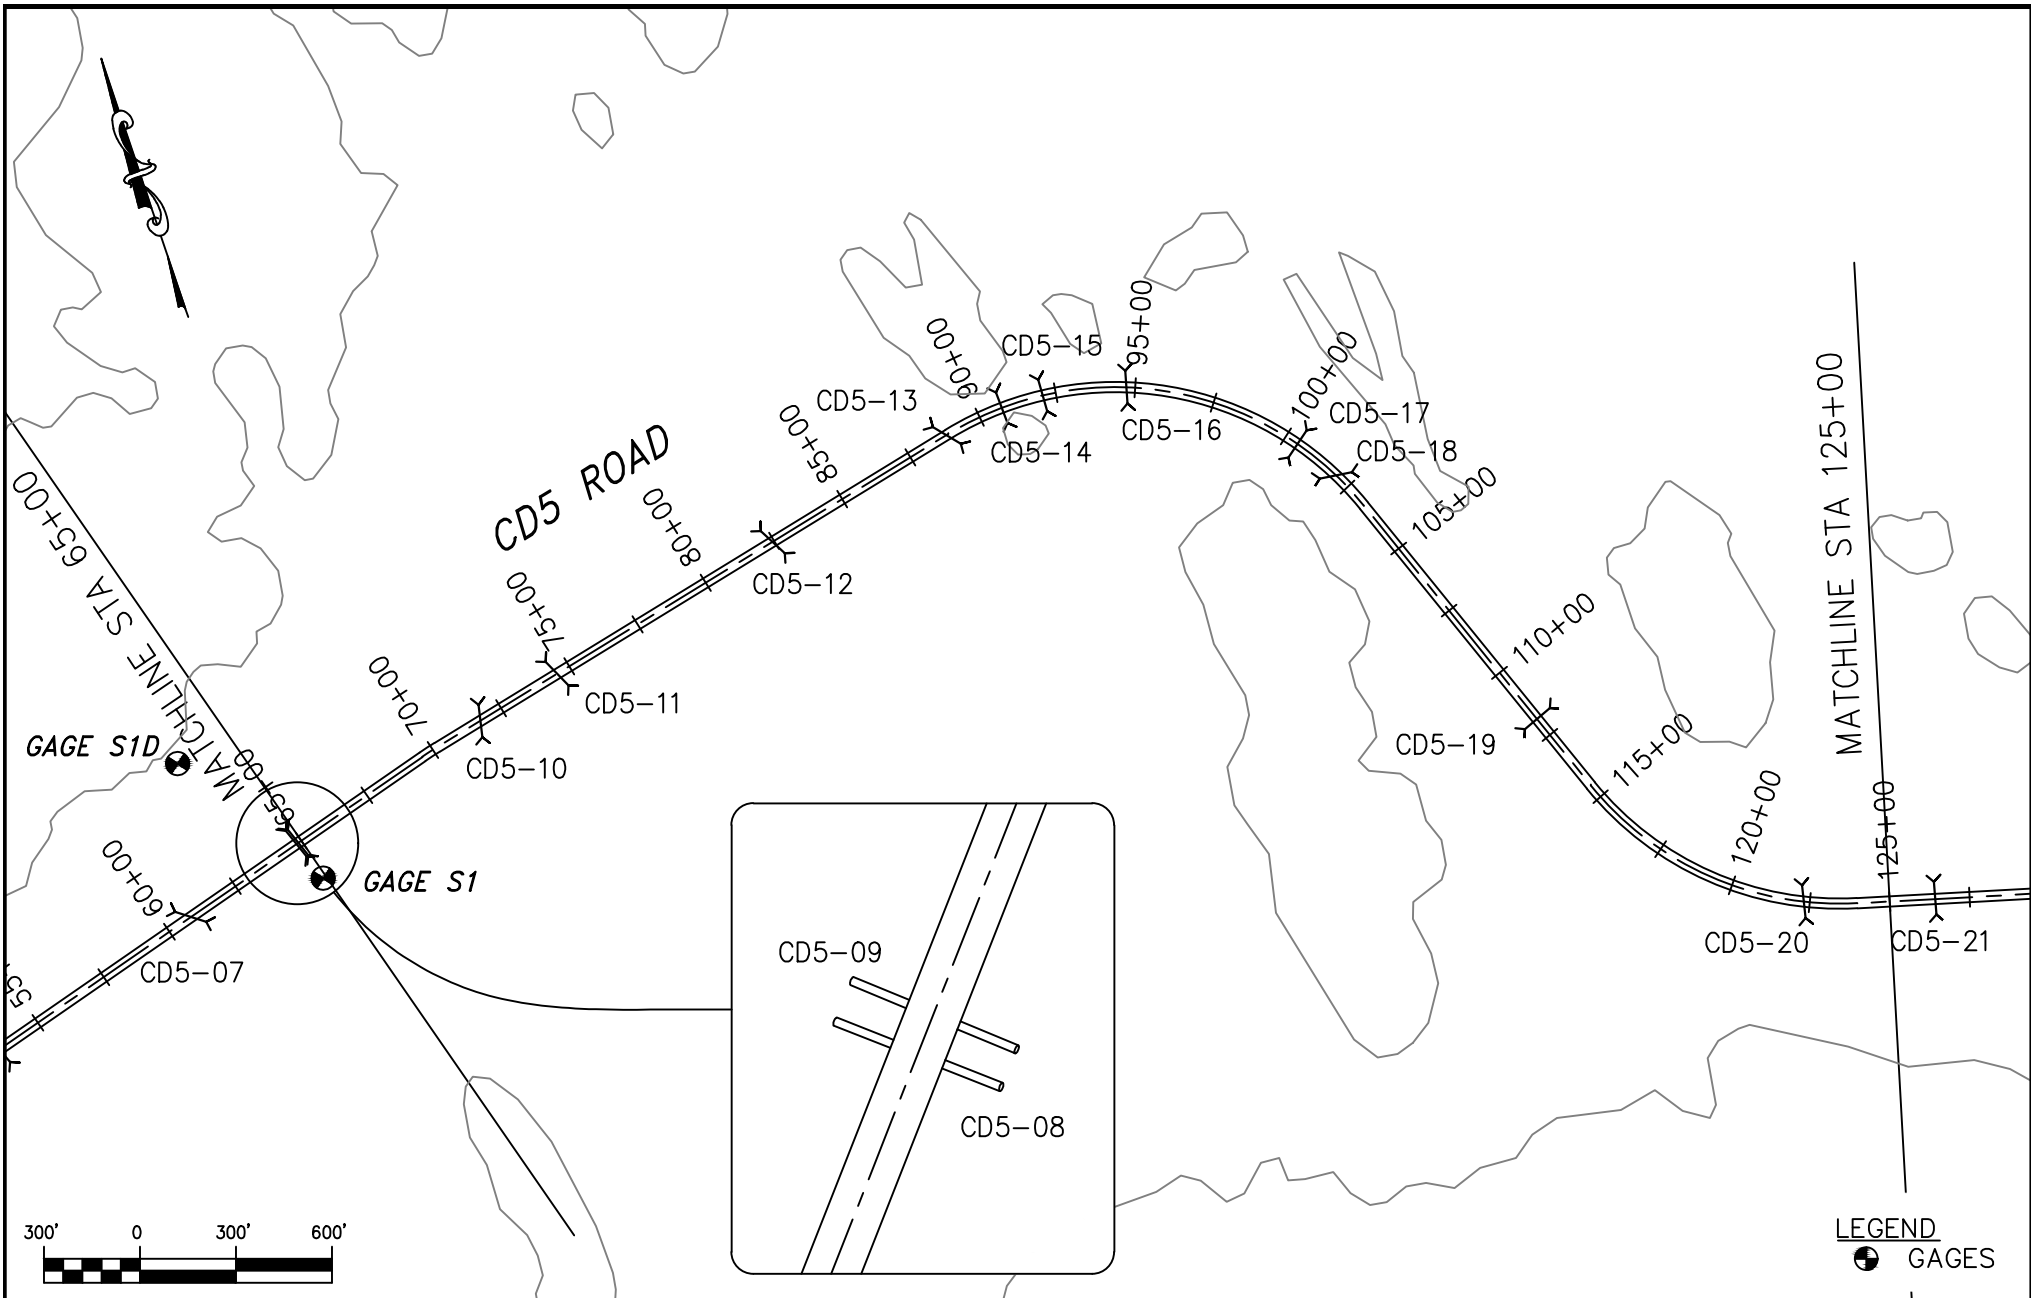 CD5 ROAD
MATCHLINE STA 65+00
MATCHLINE STA 125+00
60+00
65+00
70+00
75+00
80+00
85+00
90+00
95+00
100+00
105+00
110+00
115+00
120+00
125+00
CD5-07
CD5-10
CD5-11
CD5-12
CD5-13
CD5-14
CD5-15
CD5-16
CD5-17
CD5-18
CD5-19
CD5-20
CD5-21
GAGE S1D
GAGE S1
CD5-09
CD5-08
300' 0 300' 600'
LEGEND
GAGES